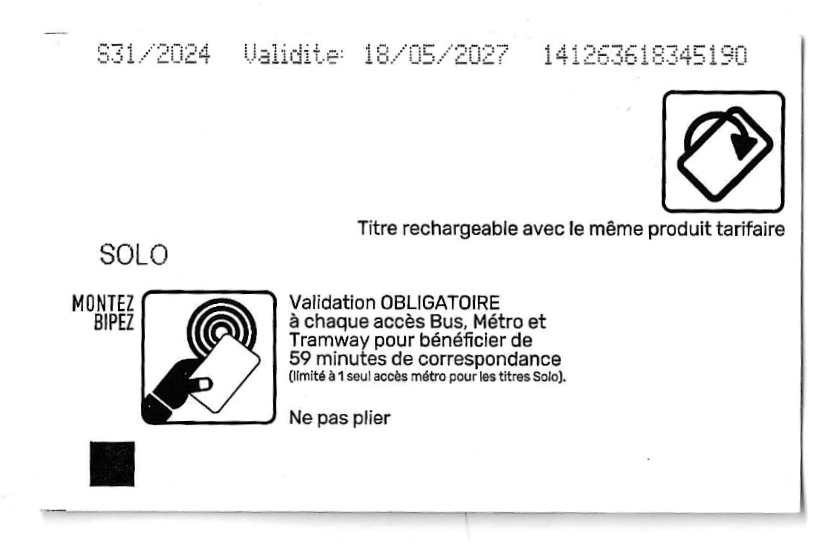 S31/2024 Validite: 18/05/2027 141263618345190
Titre rechargeable avec le même produit tarifaire
SOLO
MONTEZ
BIPEZ
Validation OBLIGATOIRE
à chaque accès Bus, Métro et
Tramway pour bénéficier de
59 minutes de correspondance
(limité à 1 seul accès métro pour les titres Solo).
Ne pas plier